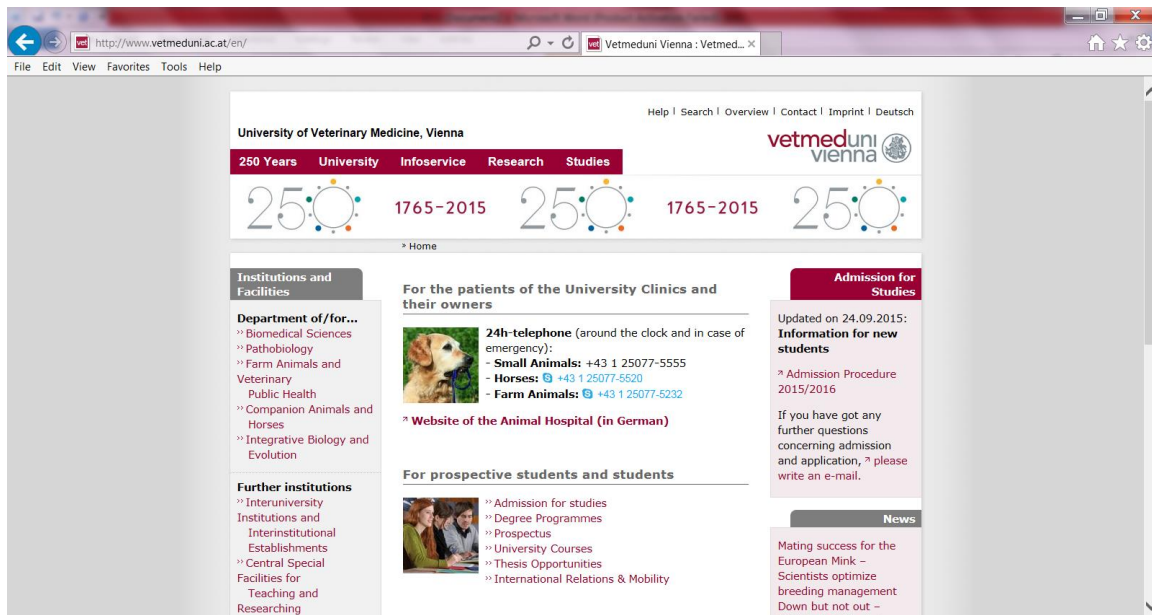 http://www.vetmeduni.ac.at/en/
Vetmeduni Vienna : Vetmed...
File Edit View Favorites Tools Help
Help | Search | Overview | Contact | Imprint | Deutsch
University of Veterinary Medicine, Vienna
vetmeduni
vienna
250 Years University Infoservice Research Studies
250 1765-2015 250 1765-2015 250
» Home
Institutions and
Facilities
Department of/for...
» Biomedical Sciences
» Pathobiology
» Farm Animals and
Veterinary
Public Health
» Companion Animals and
Horses
» Integrative Biology and
Evolution
Further institutions
» Interuniversity
Institutions and
Interinstitutional
Establishments
» Central Special
Facilities for
Teaching and
Researching
For the patients of the University Clinics and
their owners
24h-telephone (around the clock and in case of
emergency):
- Small Animals: +43 1 25077-5555
- Horses: +43 1 25077-5520
- Farm Animals: +43 1 25077-5232
Website of the Animal Hospital (in German)
For prospective students and students
» Admission for studies
» Degree Programmes
» Prospectus
» University Courses
» Thesis Opportunities
» International Relations & Mobility
Admission for
Studies
Updated on 24.09.2015:
Information for new
students
Admission Procedure
2015/2016
If you have got any
further questions
concerning admission
and application, please
write an e-mail.
News
Mating success for the
European Mink –
Scientists optimize
breeding management
Down but not out –